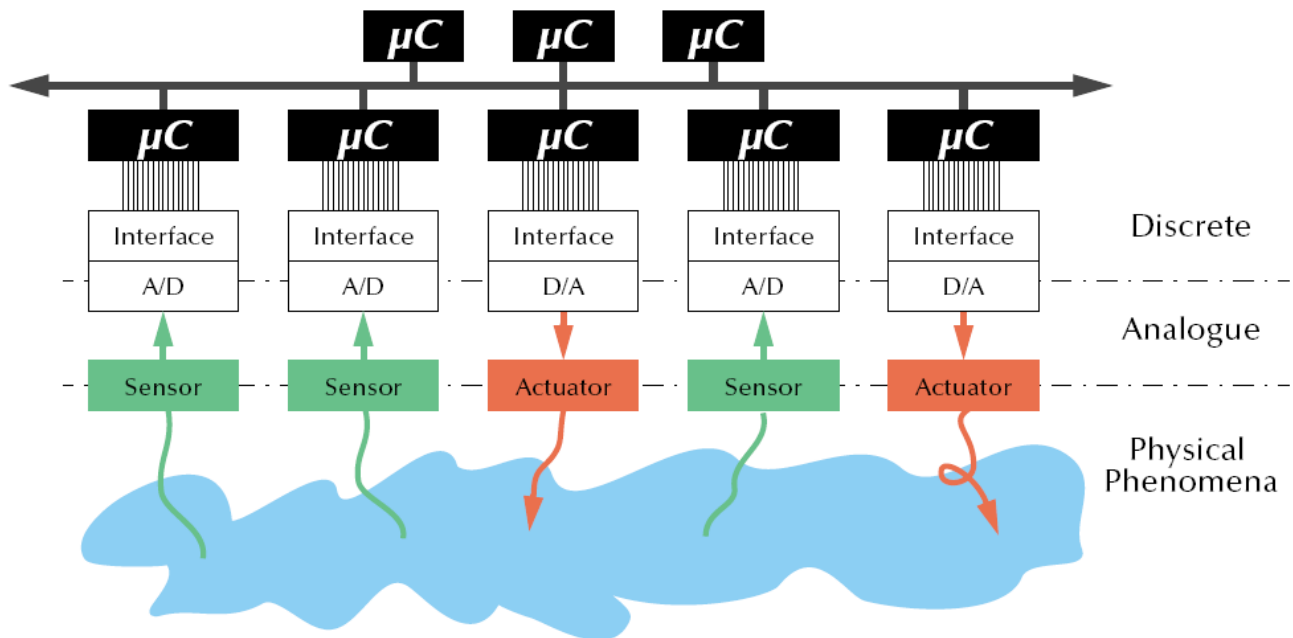 μC μC μC
μC μC μC μC μC
Interface Interface Interface Interface Interface
Discrete
A/D A/D D/A A/D D/A
Analogue
Sensor Sensor Actuator Sensor Actuator
Physical
Phenomena